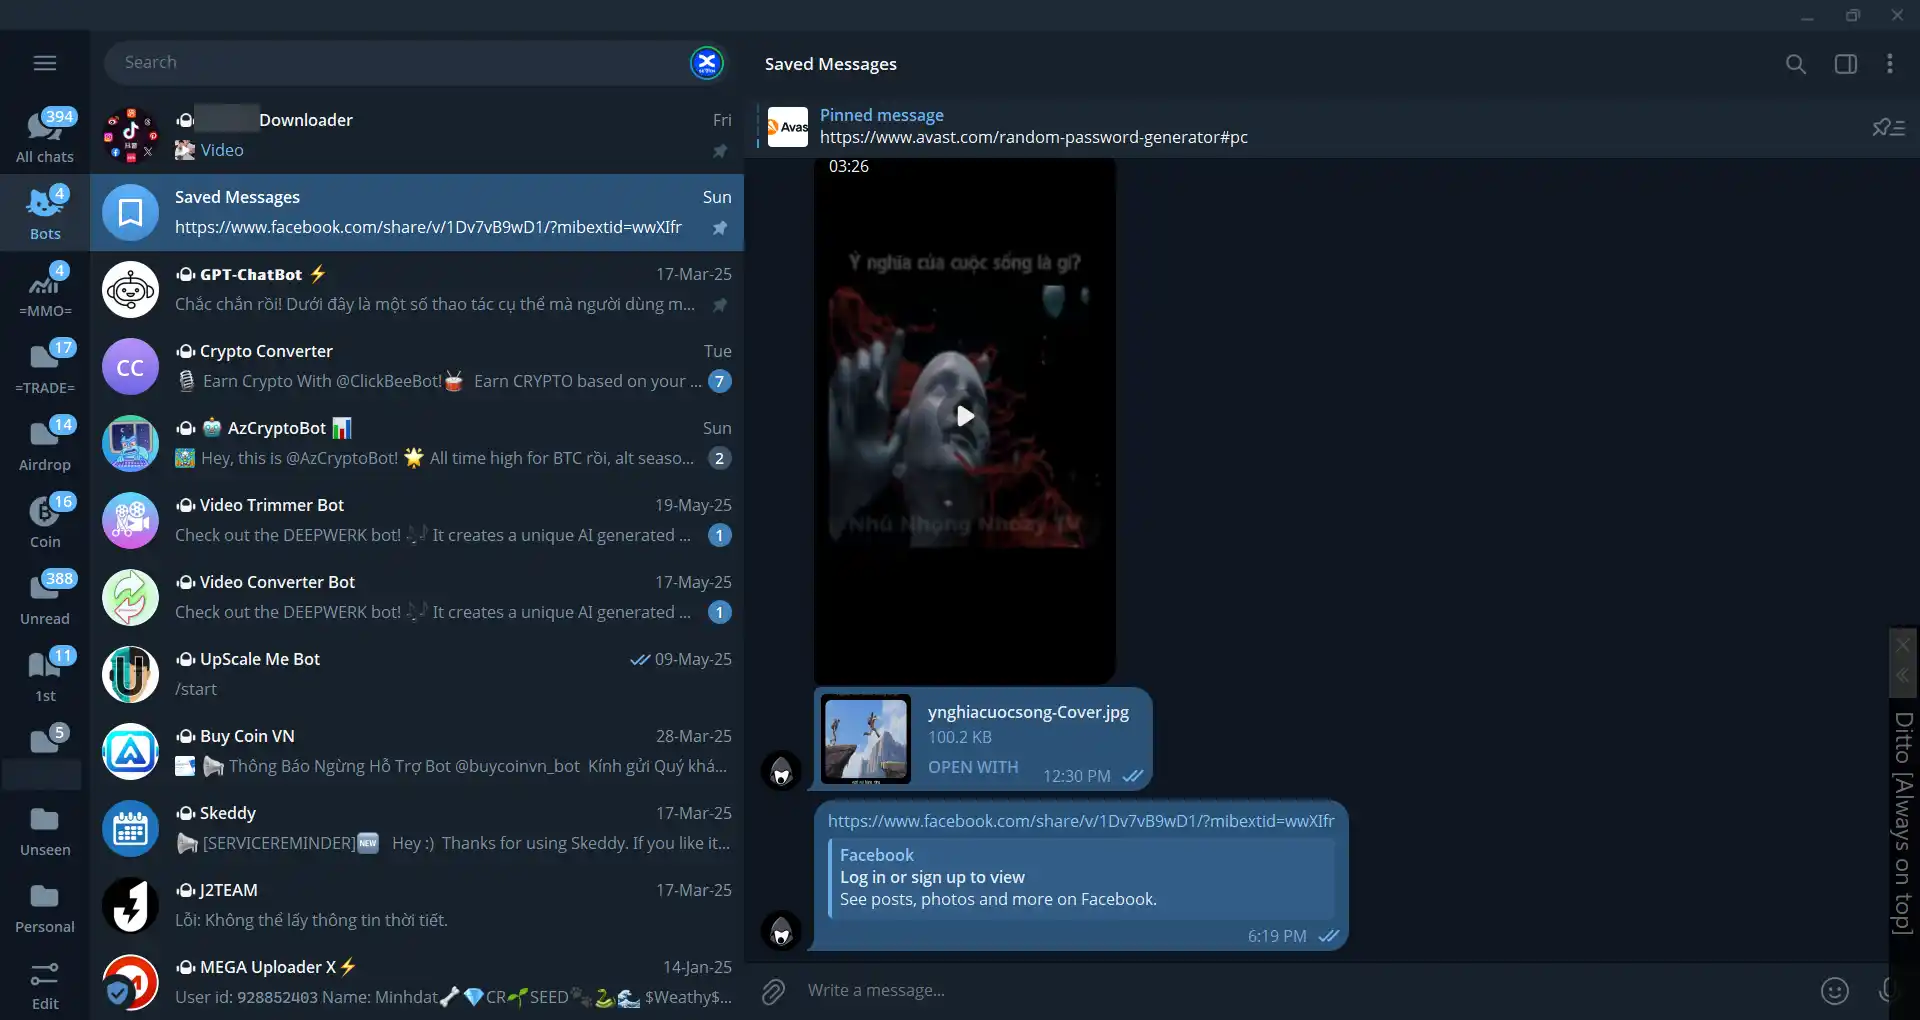 Search
394
All chats
4
Bots
4
=MMO=
17
=TRADE=
14
Airdrop
16
Coin
388
Unread
11
1st
5
Unseen
Personal
Edit
Downloader
Fri
Video
Saved Messages
Sun
https://www.facebook.com/share/v/1Dv7vB9wD1/?mibextid=wwXIfr
GPT-ChatBot ⚡
17-Mar-25
Chắc chắn rồi! Dưới đây là một số thao tác cụ thể mà người dùng m...
CC
Crypto Converter
Tue
Earn Crypto With @ClickBeeBot!🥁 Earn CRYPTO based on your ...
7
🤖 AzCryptoBot 📊
Sun
Hey, this is @AzCryptoBot! 🌟 All time high for BTC rồi, alt seaso...
2
Video Trimmer Bot
19-May-25
Check out the DEEPWERK bot! 🎶 It creates a unique AI generated ...
1
Video Converter Bot
17-May-25
Check out the DEEPWERK bot! 🎶 It creates a unique AI generated ...
1
UpScale Me Bot
09-May-25
/start
Buy Coin VN
28-Mar-25
Thông Báo Ngừng Hỗ Trợ Bot @buycoinvn_bot Kính gửi Quý khá...
Skeddy
17-Mar-25
[SERVICEREMINDER]🆕 Hey :) Thanks for using Skeddy. If you like it...
J2TEAM
17-Mar-25
Lỗi: Không thể lấy thông tin thời tiết.
MEGA Uploader X⚡
14-Jan-25
User id: 928852403 Name: Minhdat🦴💎CR🌱SEED🐾🐍🌊 $Weathy$...
Saved Messages
Avas
Pinned message
https://www.avast.com/random-password-generator#pc
03:26
Ý nghĩa của cuộc sống là gì?
Nhũ Nhọng Nhozy TV
ynghiacuocsong-Cover.jpg
100.2 KB
OPEN WITH
12:30 PM
https://www.facebook.com/share/v/1Dv7vB9wD1/?mibextid=wwXIfr
Facebook
Log in or sign up to view
See posts, photos and more on Facebook.
6:19 PM
Write a message...
Ditto [Always on top]